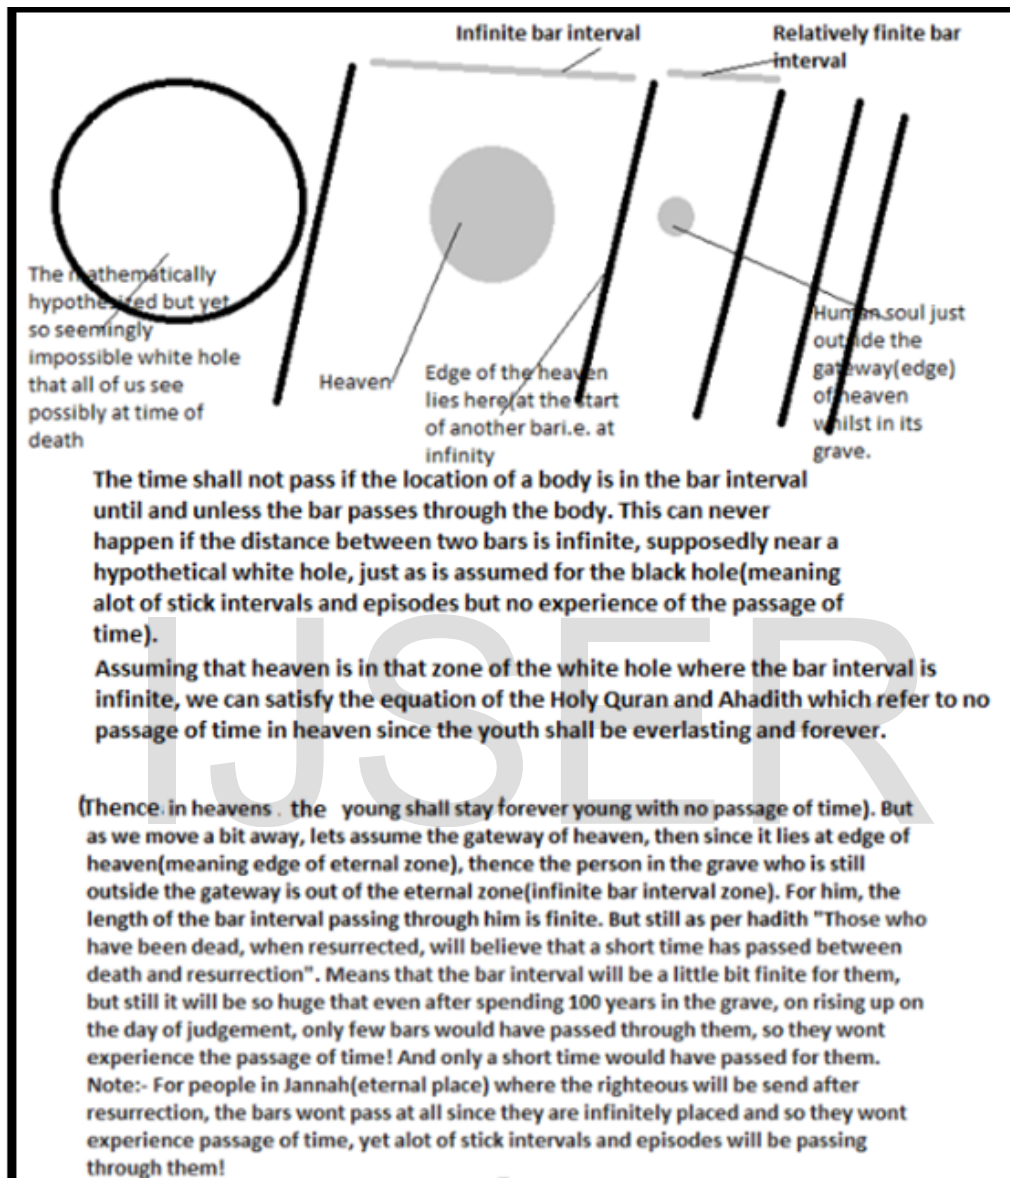 Infinite bar interval
Relatively finite bar
interval
The mathematically
hypothesized but yet
so seemingly
impossible white hole
that all of us see
possibly at time of
death
Heaven
Edge of the heaven
lies here(at the start
of another bari.e. at
infinity
Human soul just
outside the
gateway(edge)
of heaven
whilst in its
grave.
The time shall not pass if the location of a body is in the bar interval
until and unless the bar passes through the body. This can never
happen if the distance between two bars is infinite, supposedly near a
hypothetical white hole, just as is assumed for the black hole(meaning
alot of stick intervals and episodes but no experience of the passage of
time).
Assuming that heaven is in that zone of the white hole where the bar interval is
infinite, we can satisfy the equation of the Holy Quran and Ahadith which refer to no
passage of time in heaven since the youth shall be everlasting and forever.
IJSER
(Thence in heavens the young shall stay forever young with no passage of time). But
as we move a bit away, lets assume the gateway of heaven, then since it lies at edge of
heaven(meaning edge of eternal zone), thence the person in the grave who is still
outside the gateway is out of the eternal zone(infinite bar interval zone). For him, the
length of the bar interval passing through him is finite. But still as per hadith "Those who
have been dead, when resurrected, will believe that a short time has passed between
death and resurrection". Means that the bar interval will be a little bit finite for them,
but still it will be so huge that even after spending 100 years in the grave, on rising up on
the day of judgement, only few bars would have passed through them, so they wont
experience the passage of time! And only a short time would have passed for them.
Note:- For people in Jannah(eternal place) where the righteous will be send after
resurrection, the bars wont pass at all since they are infinitely placed and so they wont
experience passage of time, yet alot of stick intervals and episodes will be passing
through them!